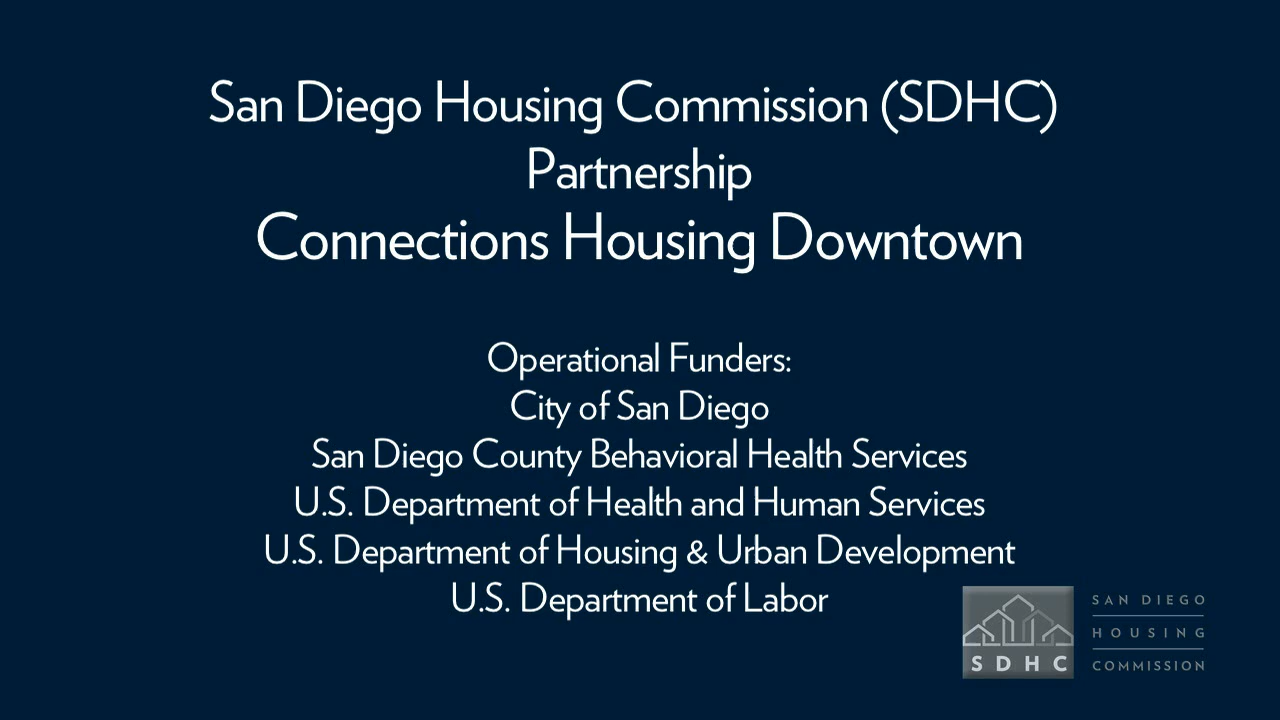 San Diego Housing Commission (SDHC)
Partnership
Connections Housing Downtown
Operational Funders:
City of San Diego
San Diego County Behavioral Health Services
U.S. Department of Health and Human Services
U.S. Department of Housing & Urban Development
U.S. Department of Labor
SDHC
SAN DIEGO
HOUSING
COMMISSION